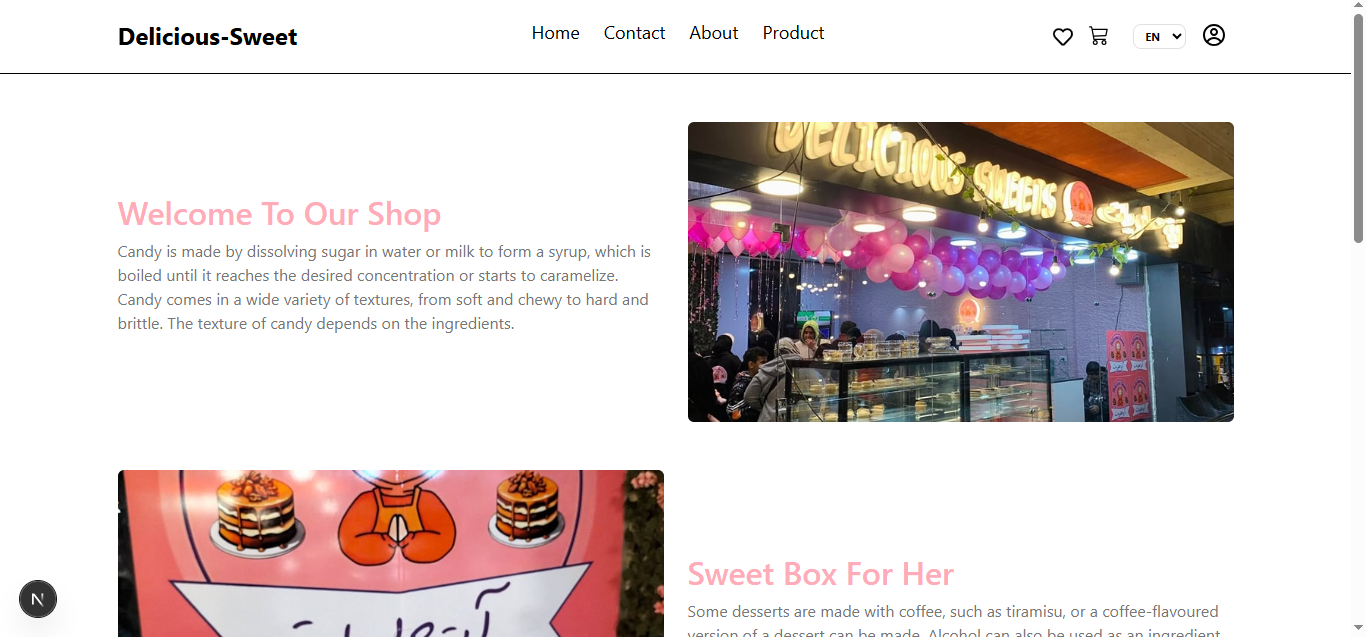 Delicious-Sweet
Home Contact About Product
EN
DELICIOUS SWEETS
Welcome To Our Shop
Candy is made by dissolving sugar in water or milk to form a syrup, which is
boiled until it reaches the desired concentration or starts to caramelize.
Candy comes in a wide variety of textures, from soft and chewy to hard and
brittle. The texture of candy depends on the ingredients.
Sweet Box For Her
Some desserts are made with coffee, such as tiramisu, or a coffee-flavoured
version of a dessert can be made. Alcohol can also be used as an ingredient
N